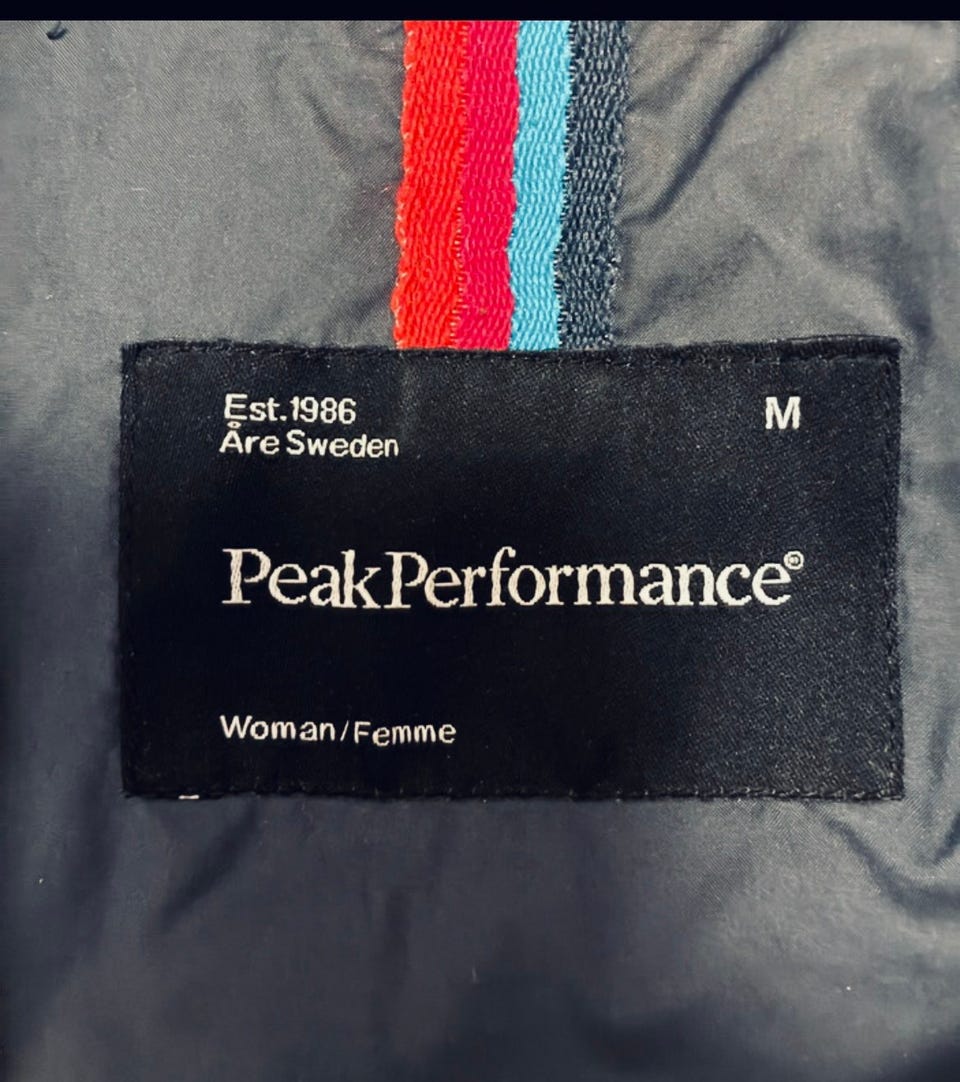 Est. 1986
Åre Sweden
M
PeakPerformance®
Woman/Femme